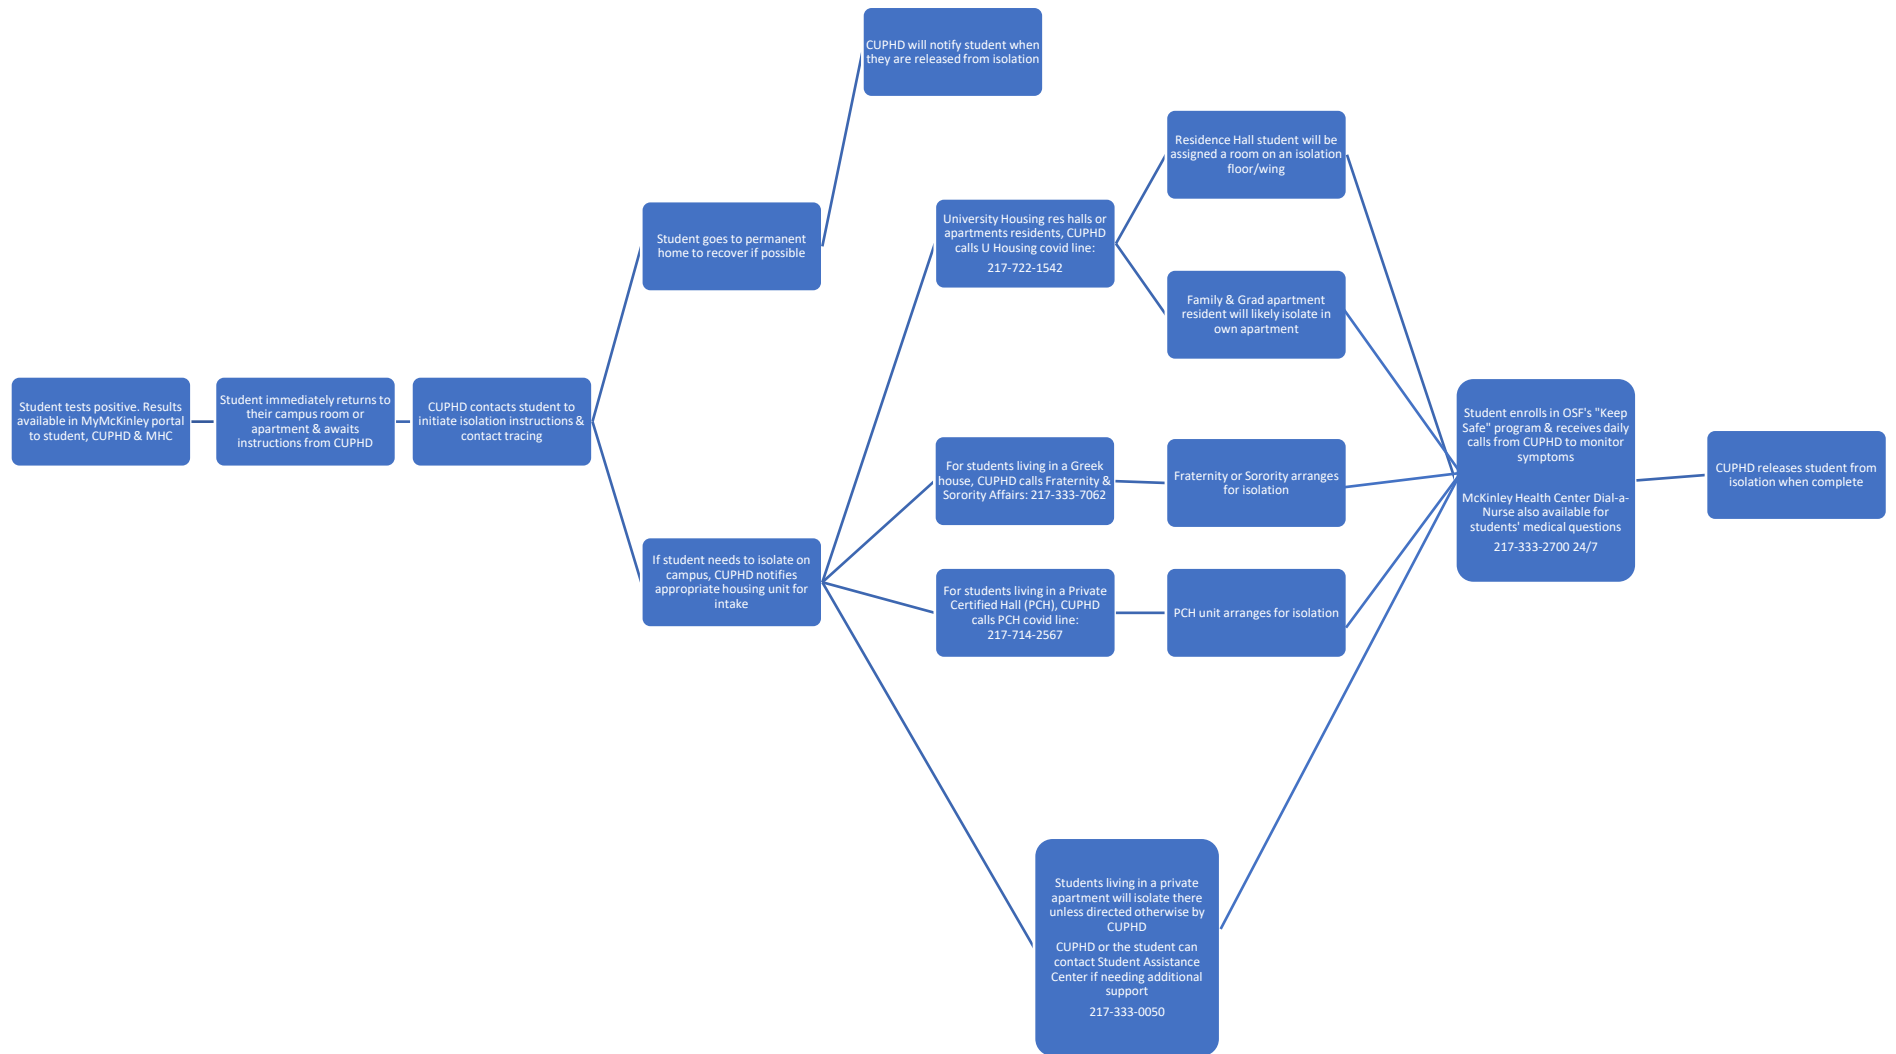 Student tests positive. Results
available in MyMcKinley portal
to student, CUPHD & MHC
Student immediately returns to
their campus room or
apartment & awaits
instructions from CUPHD
CUPHD contacts student to
initiate isolation instructions &
contact tracing
Student goes to permanent
home to recover if possible
CUPHD will notify student when
they are released from isolation
If student needs to isolate on
campus, CUPHD notifies
appropriate housing unit for
intake
University Housing res halls or
apartments residents, CUPHD
calls U Housing covid line:
217-722-1542
Residence Hall student will be
assigned a room on an isolation
floor/wing
Family & Grad apartment
resident will likely isolate in
own apartment
For students living in a Greek
house, CUPHD calls Fraternity &
Sorority Affairs: 217-333-7062
Fraternity or Sorority arranges
for isolation
For students living in a Private
Certified Hall (PCH), CUPHD
calls PCH covid line:
217-714-2567
PCH unit arranges for isolation
Students living in a private
apartment will isolate there
unless directed otherwise by
CUPHD
CUPHD or the student can
contact Student Assistance
Center if needing additional
support
217-333-0050
Student enrolls in OSF's "Keep
Safe" program & receives daily
calls from CUPHD to monitor
symptoms
McKinley Health Center Dial-a-
Nurse also available for
students' medical questions
217-333-2700 24/7
CUPHD releases student from
isolation when complete